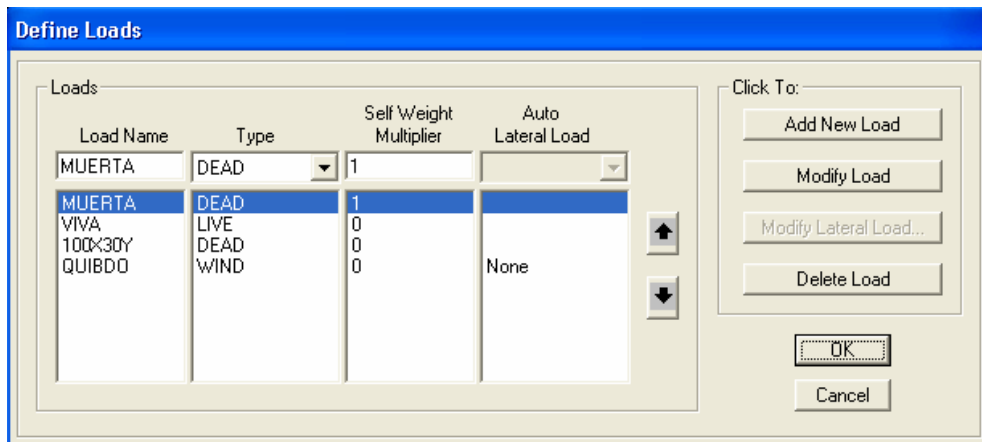 Define Loads
Loads
Click To:
Load Name Type Self Weight Multiplier Auto Lateral Load
MUERTA DEAD 1
MUERTA DEAD 1
VIVA LIVE 0
100X30Y DEAD 0
QUIBDO WIND 0 None
Add New Load
Modify Load
Modify Lateral Load...
Delete Load
OK
Cancel